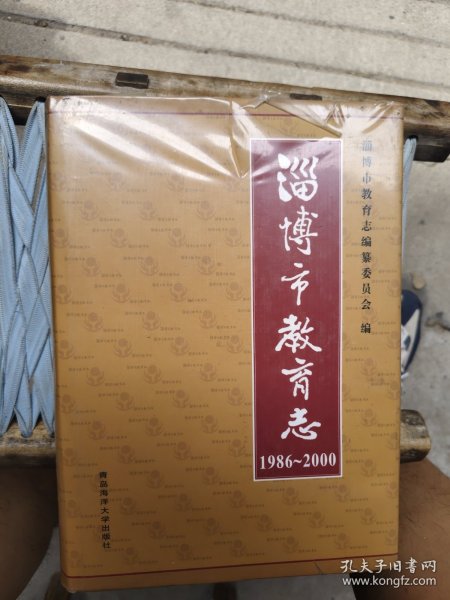 淄博市教育志
1986~2000
淄博市教育志编纂委员会 编
青岛海洋大学出版社
孔夫子旧书网
www.kongfz.com